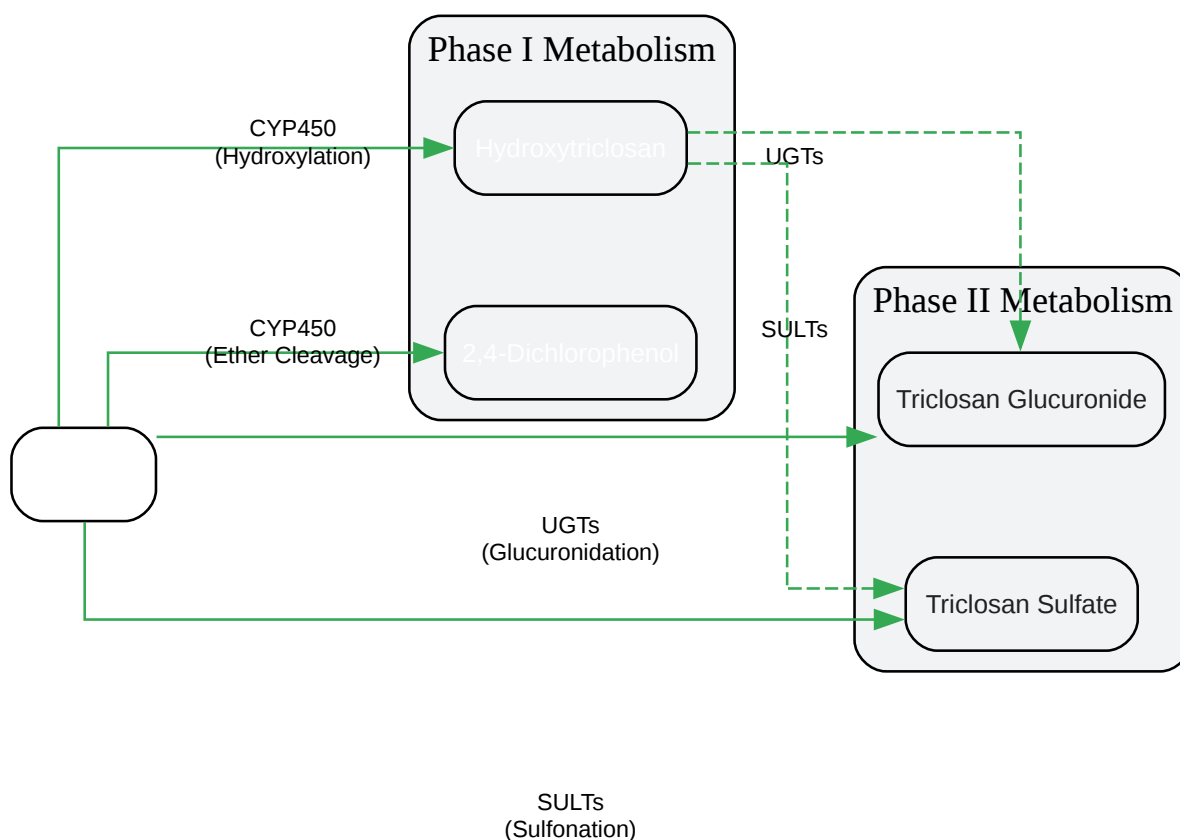 Phase I Metabolism
CYP450
(Hydroxylation)
Hydroxytriclosan
UGTs
Phase II Metabolism
CYP450
(Ether Cleavage)
2,4-Dichlorophenol
SULTs
Triclosan Glucuronide
UGTs
(Glucuronidation)
Triclosan Sulfate
SULTs
(Sulfonation)